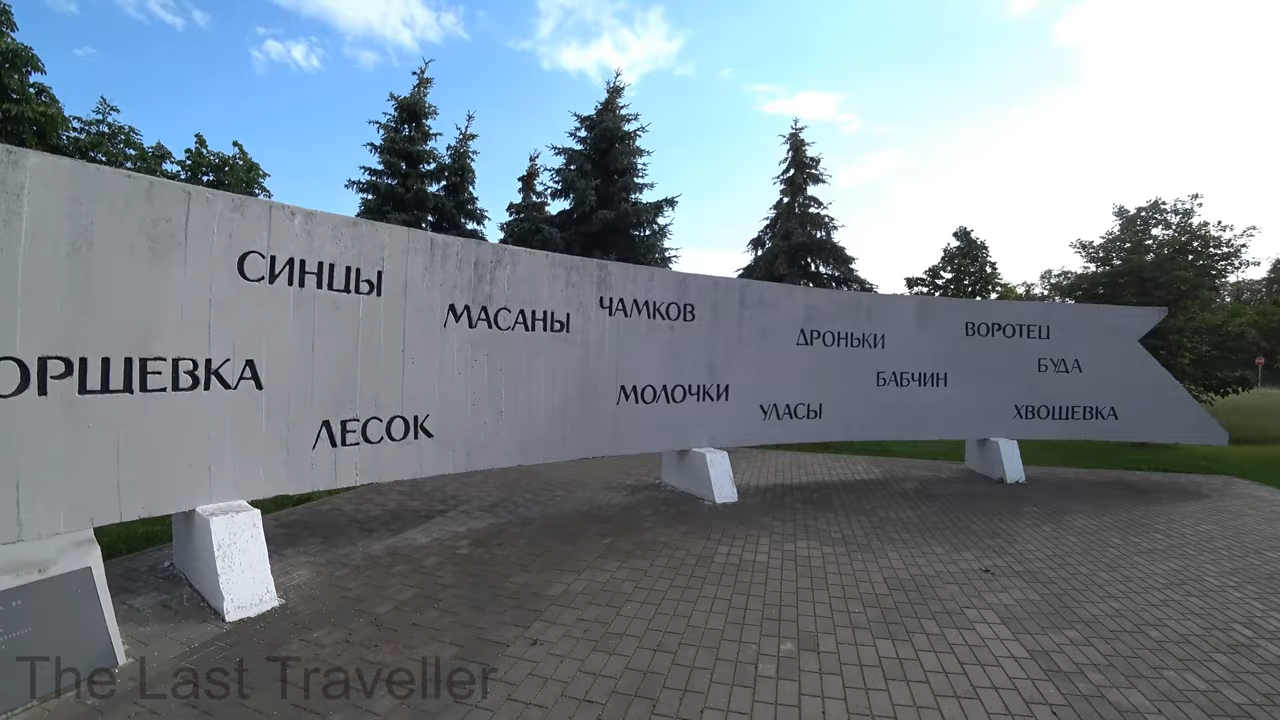 СИНЦЫ
МАСАНЫ
ЧАМКОВ
ДРОНЬКИ
ВОРОТЕЦ
ОРШЕВКА
БУДА
БАБЧИН
МОЛОЧКИ
УЛАСЫ
ХВОШЕВКА
ЛЕСОК
The Last Traveller